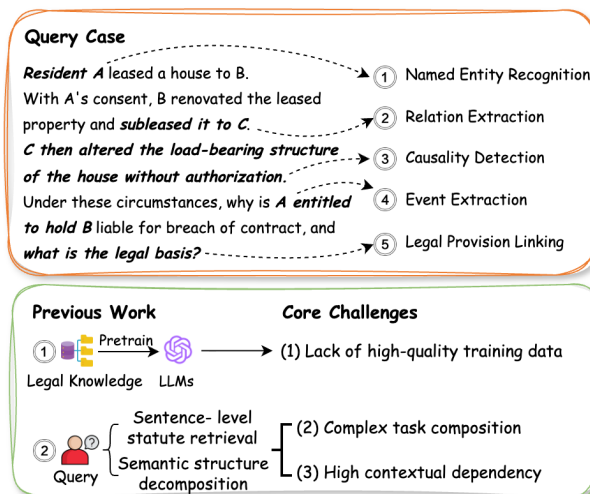 Query Case
Resident A leased a house to B.
With A's consent, B renovated the leased
property and subleased it to C.
C then altered the load-bearing structure
of the house without authorization.
Under these circumstances, why is A entitled
to hold B liable for breach of contract, and
what is the legal basis?
1 Named Entity Recognition
2 Relation Extraction
3 Causality Detection
4 Event Extraction
5 Legal Provision Linking
Previous Work
Core Challenges
1
Pretrain
Legal Knowledge
LLMs
(1) Lack of high-quality training data
2
?
Query
Sentence- level
statute retrieval
Semantic structure
decomposition
(2) Complex task composition
(3) High contextual dependency